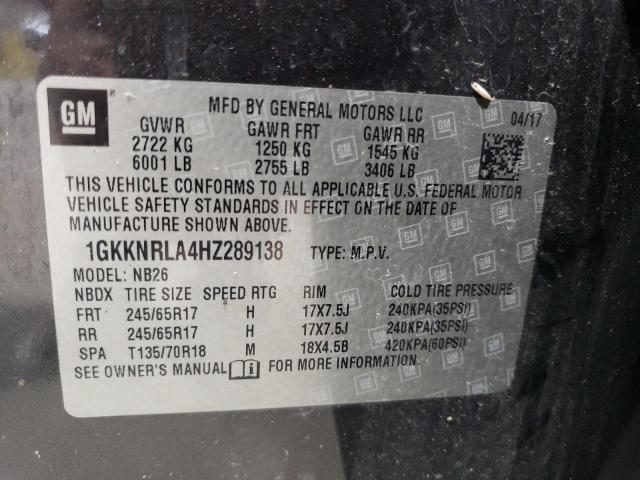 GM
MFD BY GENERAL MOTORS LLC
04/17
GVWR GAWR FRT GAWR RR
2722 KG 1250 KG 1545 KG
6001 LB 2755 LB 3406 LB
THIS VEHICLE CONFORMS TO ALL APPLICABLE U.S. FEDERAL MOTOR
VEHICLE SAFETY STANDARDS IN EFFECT ON THE DATE OF
MANUFACTURE SHOWN ABOVE.
1GKKNRLA4HZ289138 TYPE: M.P.V.
MODEL: NB26
NBDX TIRE SIZE SPEED RTG RIM COLD TIRE PRESSURE
FRT 245/65R17 H 17X7.5J 240KPA(35PSI)
RR 245/65R17 H 17X7.5J 240KPA(35PSI)
SPA T135/70R18 M 18X4.5B 420KPA(60PSI)
SEE OWNER'S MANUAL FOR MORE INFORMATION.